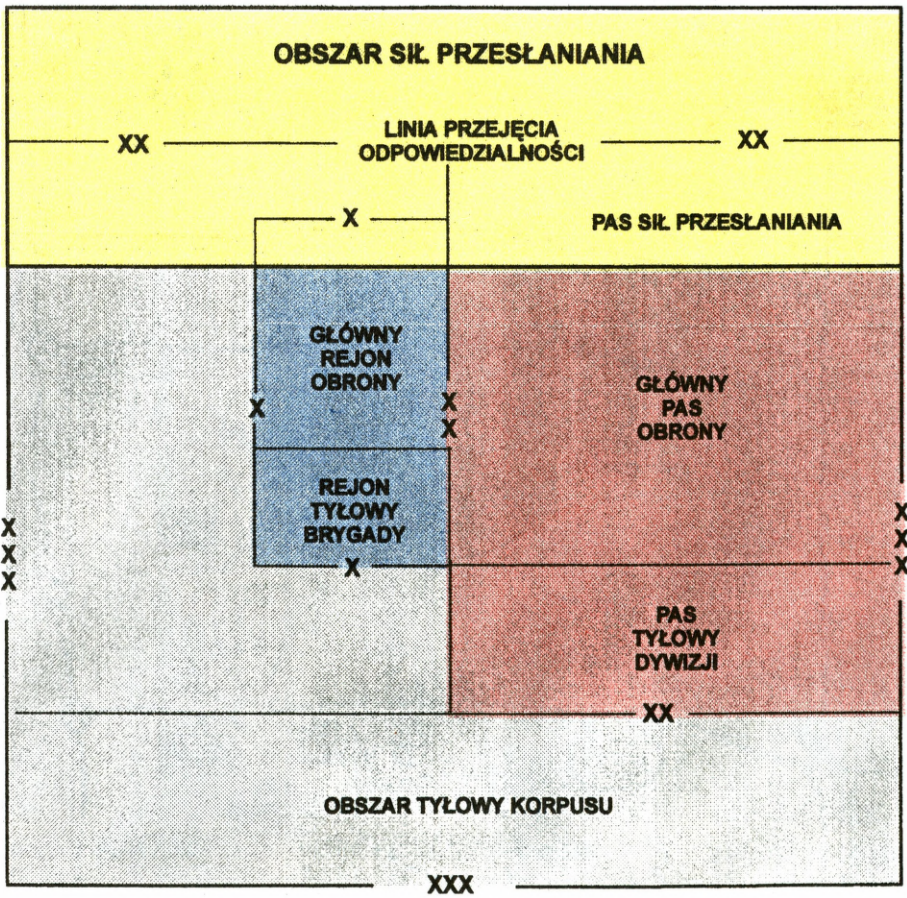 OBSZAR SIŁ PRZESŁANIANIA
XX
LINIA PRZEJĘCIA
ODPOWIEDZIALNOŚCI
XX
X
PAS SIŁ PRZESŁANIANIA
GŁÓWNY
REJON
OBRONY
X
X
X
GŁÓWNY
PAS
OBRONY
REJON
TYŁOWY
BRYGADY
X
X
X
X
X
X
X
PAS
TYŁOWY
DYWIZJI
XX
OBSZAR TYŁOWY KORPUSU
XXX